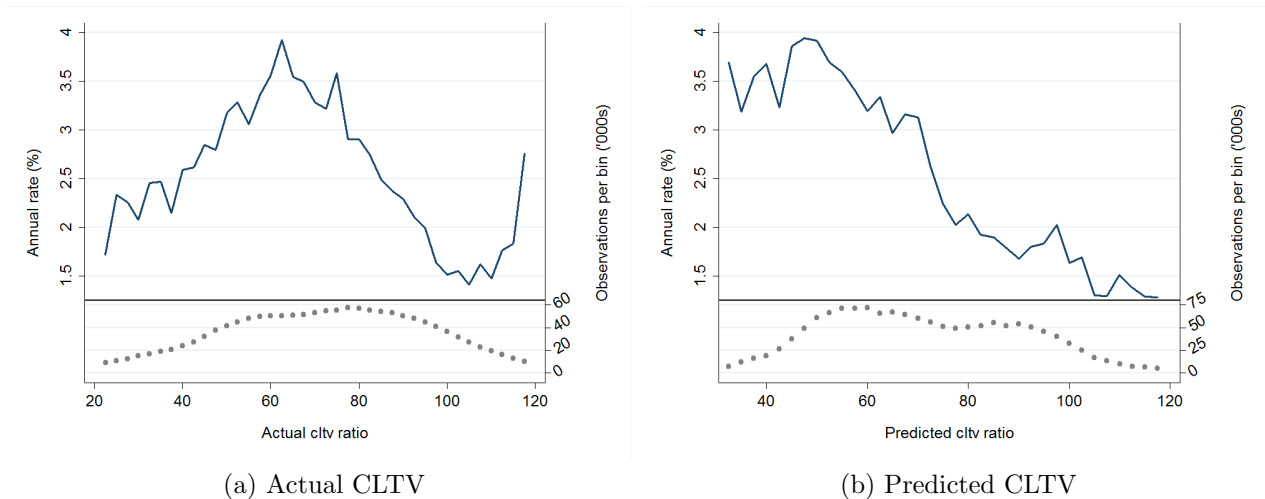 4
3.5
3
2.5
2
1.5
Annual rate (%)
60
40
20
0
Observations per bin ('000s)
20 40 60 80 100 120
Actual cltv ratio
(a) Actual CLTV
4
3.5
3
2.5
2
1.5
Annual rate (%)
75
50
25
0
Observations per bin ('000s)
40 60 80 100 120
Predicted cltv ratio
(b) Predicted CLTV